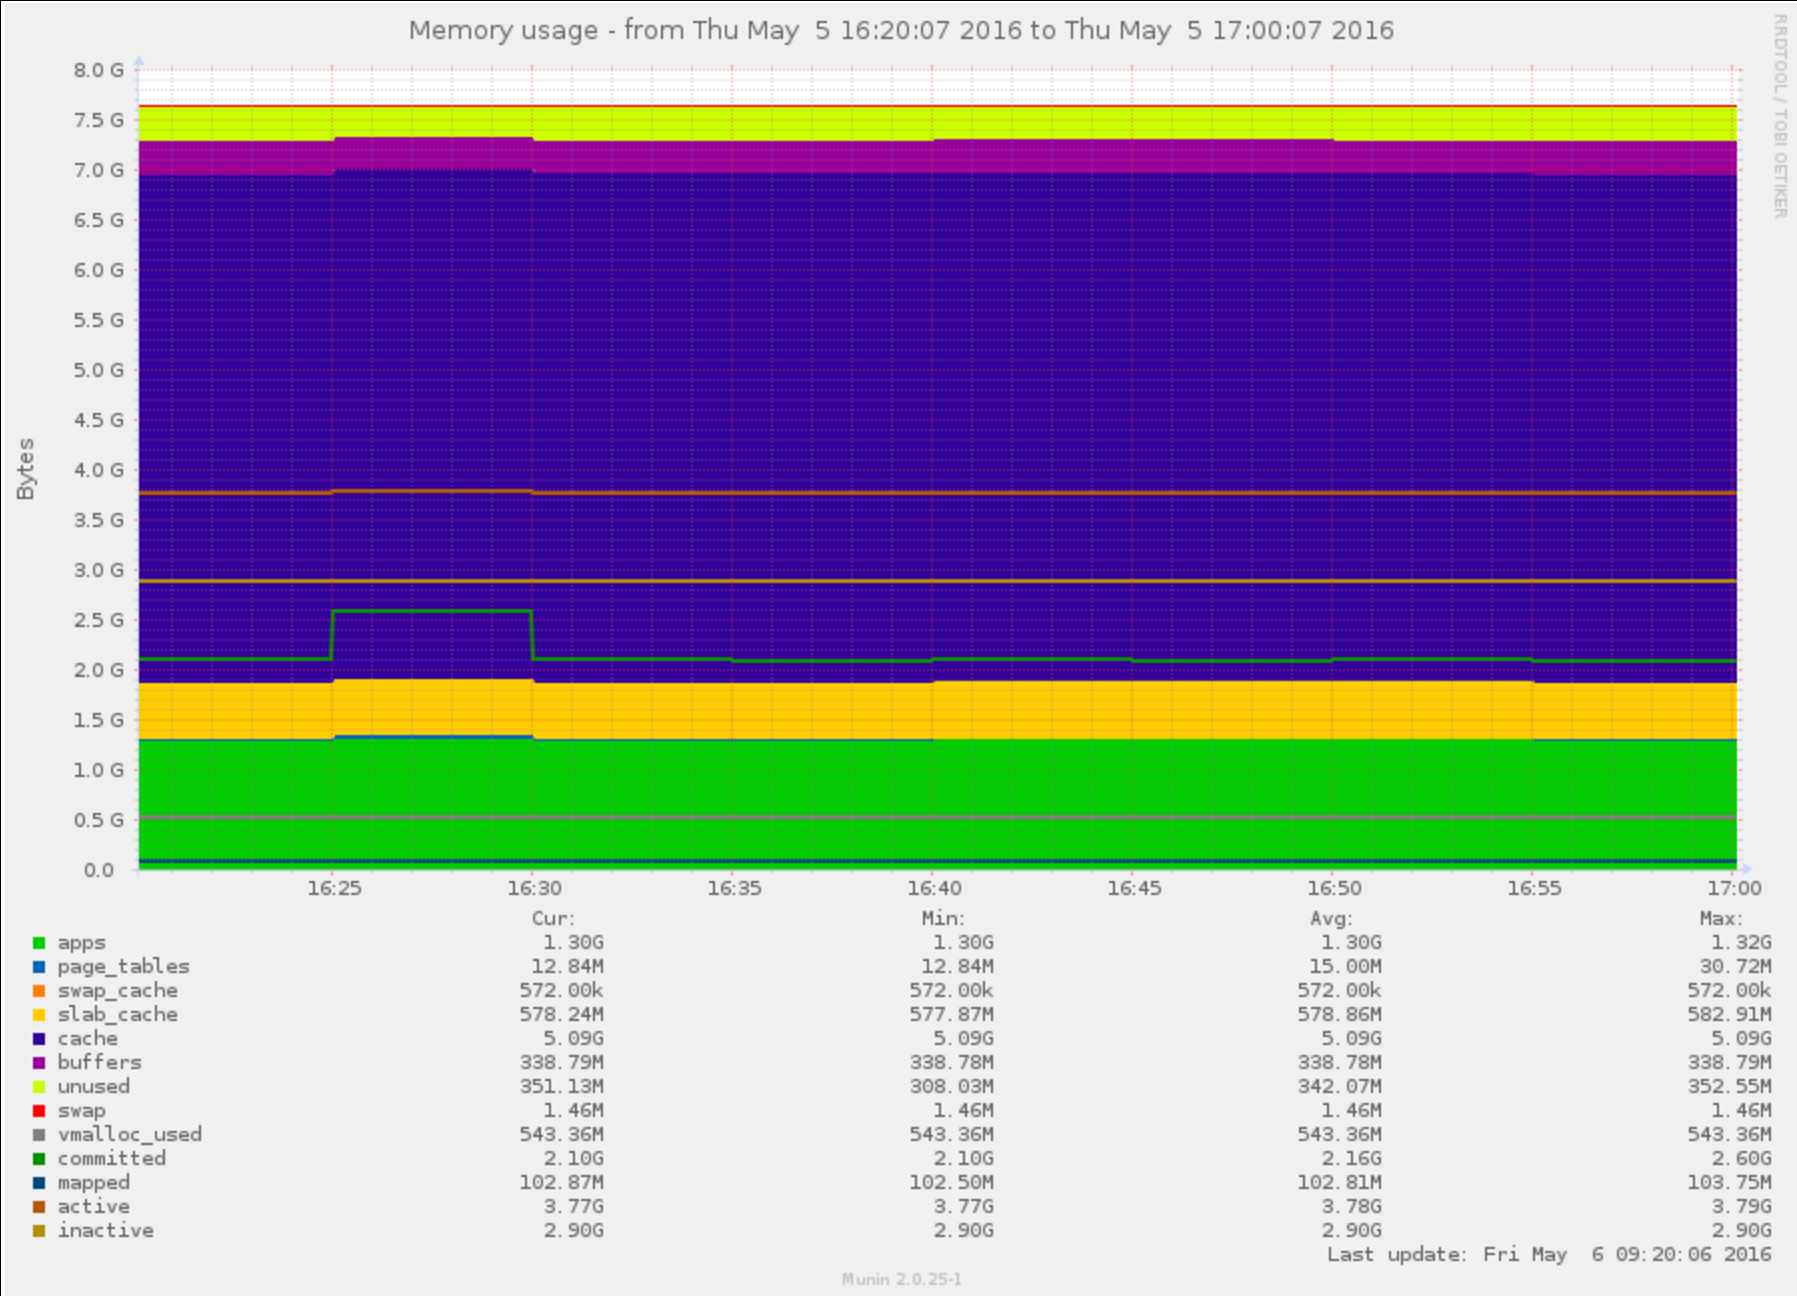 Memory usage - from Thu May  5 16:20:07 2016 to Thu May  5 17:00:07 2016
RRDTOOL / TOBI OETIKER
Bytes
8.0 G
7.5 G
7.0 G
6.5 G
6.0 G
5.5 G
5.0 G
4.5 G
4.0 G
3.5 G
3.0 G
2.5 G
2.0 G
1.5 G
1.0 G
0.5 G
0.0
16:25 16:30 16:35 16:40 16:45 16:50 16:55 17:00
Cur: Min: Avg: Max:
apps 1.30G 1.30G 1.30G 1.32G
page_tables 12.84M 12.84M 15.00M 30.72M
swap_cache 572.00k 572.00k 572.00k 572.00k
slab_cache 578.24M 577.87M 578.86M 582.91M
cache 5.09G 5.09G 5.09G 5.09G
buffers 338.79M 338.78M 338.78M 338.79M
unused 351.13M 308.03M 342.07M 352.55M
swap 1.46M 1.46M 1.46M 1.46M
vmalloc_used 543.36M 543.36M 543.36M 543.36M
committed 2.10G 2.10G 2.16G 2.60G
mapped 102.87M 102.50M 102.81M 103.75M
active 3.77G 3.77G 3.78G 3.79G
inactive 2.90G 2.90G 2.90G 2.90G
Last update: Fri May  6 09:20:06 2016
Munin 2.0.25-1